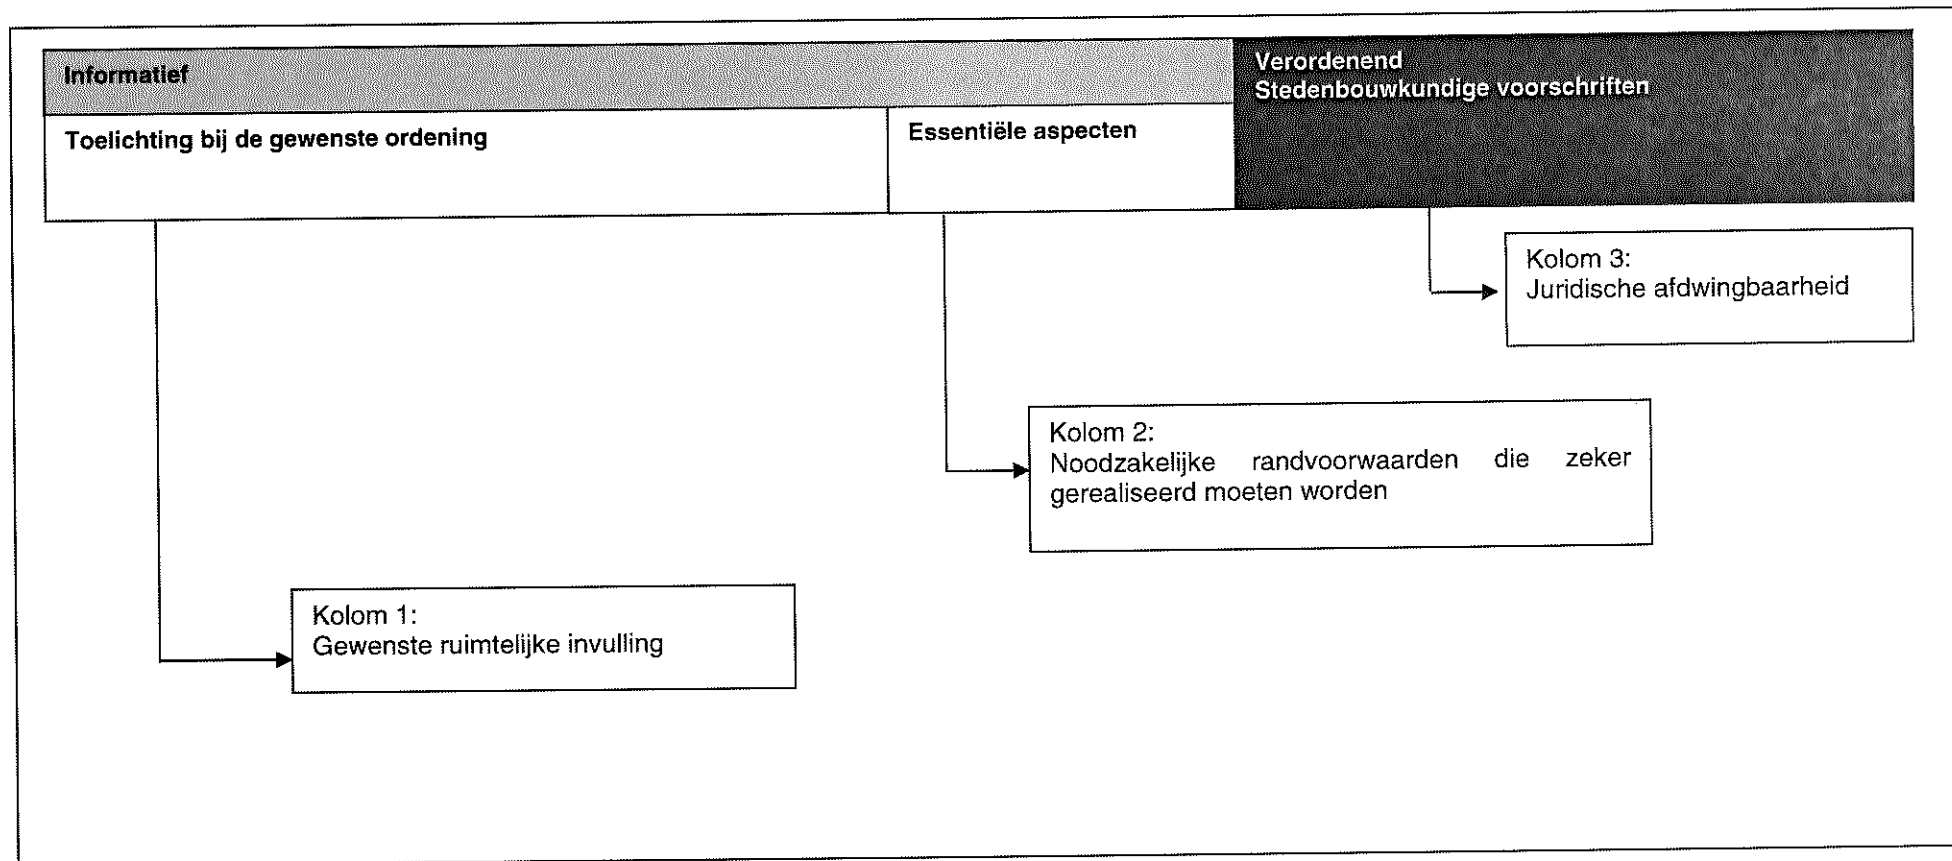 Informatief
Verordenend
Stedenbouwkundige voorschriften
Toelichting bij de gewenste ordening
Essentiële aspecten
Kolom 3:
Juridische afdwingbaarheid
Kolom 2:
Noodzakelijke randvoorwaarden die zeker
gerealiseerd moeten worden
Kolom 1:
Gewenste ruimtelijke invulling